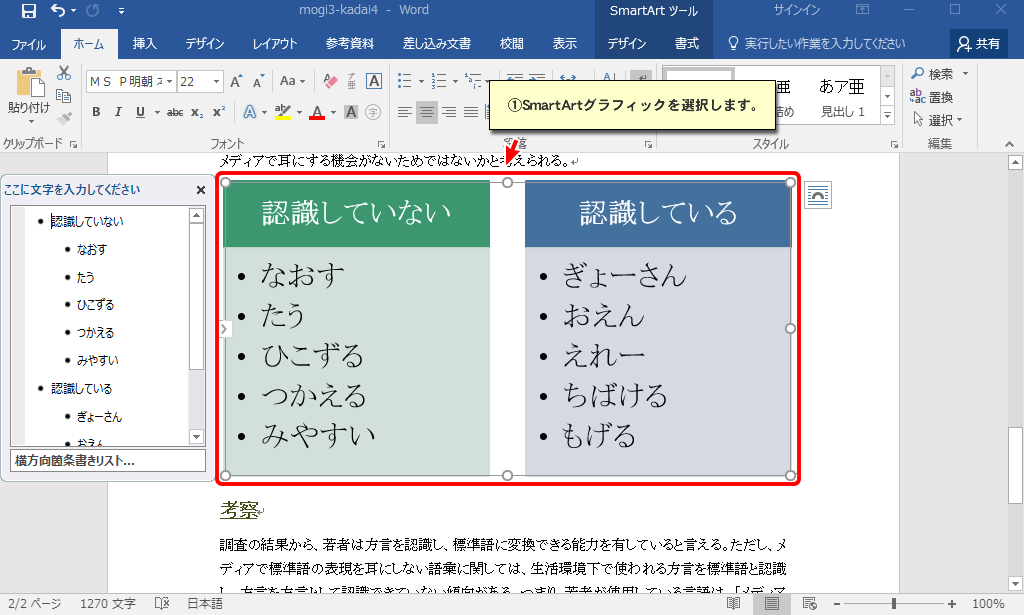 mogi3-kadai4 - Word
SmartArt ツール
サインイン
ファイル
ホーム
挿入
デザイン
レイアウト
参考資料
差し込み文書
校閲
表示
デザイン
書式
実行したい作業を入力してください
共有
貼り付け
クリップボード
ＭＳ Ｐ明朝 ス
22
フォント
スタイル
あア亜
見出し 1
検索
置換
選択
編集
①SmartArtグラフィックを選択します。
メディアで耳にする機会がないためではないかと考えられる。
ここに文字を入力してください
認識していない
なおす
たう
ひこずる
つかえる
みやすい
認識している
ぎょーさん
おえん
横方向箇条書きリスト...
認識していない
• なおす
• たう
• ひこずる
• つかえる
• みやすい
認識している
• ぎょーさん
• おえん
• えれー
• ちばける
• もげる
考察
調査の結果から、若者は方言を認識し、標準語に変換できる能力を有していると言える。ただし、メ
ディアで標準語の表現を耳にしない語彙に関しては、生活環境下で使われる方言を標準語と認識
2/2 ページ
1270 文字
日本語
100%